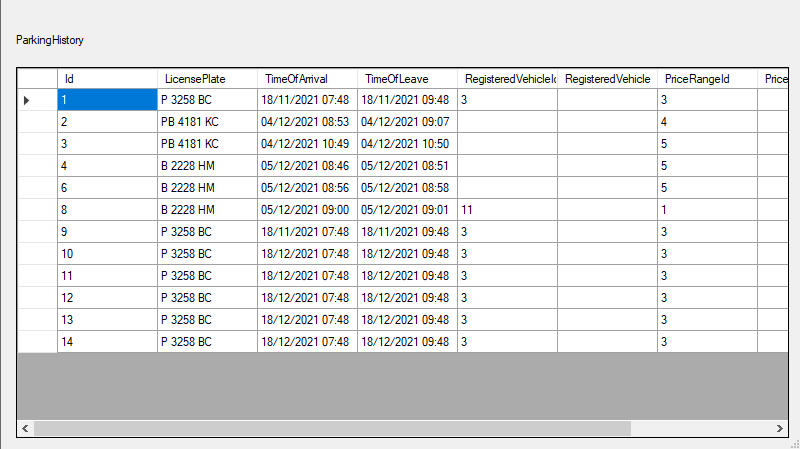 ParkingHistory
Id LicensePlate TimeOfArrival TimeOfLeave RegisteredVehicleId RegisteredVehicle PriceRangeId Price
1 P 3258 BC 18/11/2021 07:48 18/11/2021 09:48 3 3
2 PB 4181 KC 04/12/2021 08:53 04/12/2021 09:07 4
3 PB 4181 KC 04/12/2021 10:49 04/12/2021 10:50 5
4 B 2228 HM 05/12/2021 08:46 05/12/2021 08:51 5
6 B 2228 HM 05/12/2021 08:56 05/12/2021 08:58 5
8 B 2228 HM 05/12/2021 09:00 05/12/2021 09:01 11 1
9 P 3258 BC 18/11/2021 07:48 18/11/2021 09:48 3 3
10 P 3258 BC 18/12/2021 07:48 18/12/2021 09:48 3 3
11 P 3258 BC 18/12/2021 07:48 18/12/2021 09:48 3 3
12 P 3258 BC 18/12/2021 07:48 18/12/2021 09:48 3 3
13 P 3258 BC 18/12/2021 07:48 18/12/2021 09:48 3 3
14 P 3258 BC 18/12/2021 07:48 18/12/2021 09:48 3 3